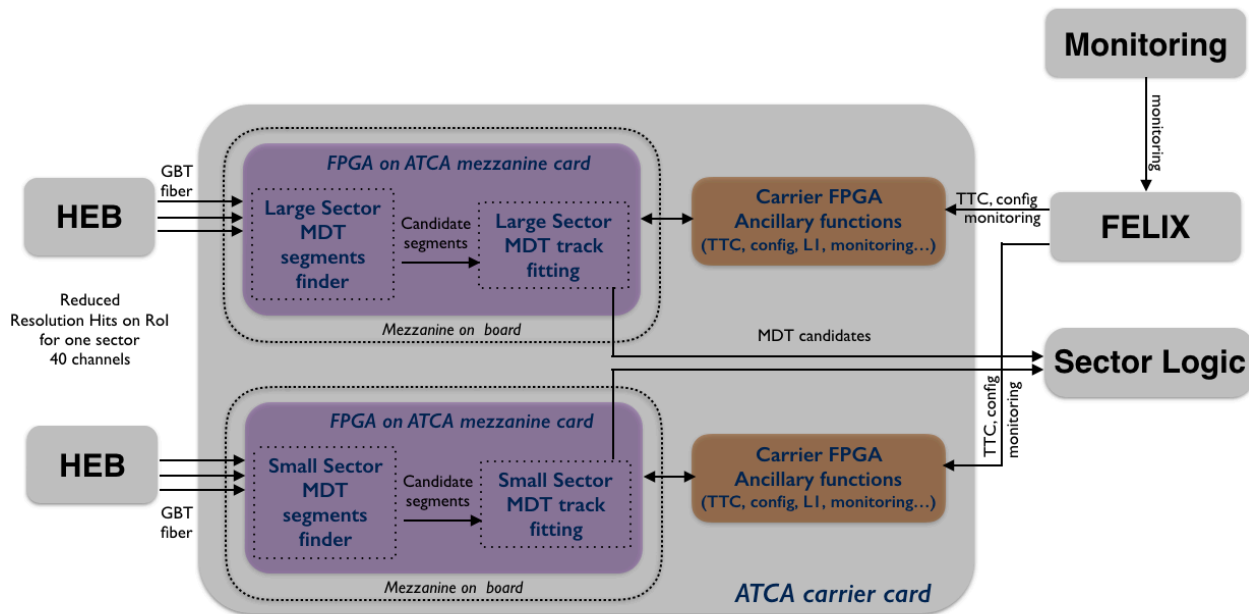 Monitoring
monitoring
FPGA on ATCA mezzanine card
GBT
fiber
HEB
Large Sector
MDT
segments
finder
Candidate
segments
Large Sector
MDT track
fitting
Carrier FPGA
Ancillary functions
(TTC, config, L1, monitoring...)
TTC, config
monitoring
FELIX
Mezzanine on board
Reduced
Resolution Hits on RoI
for one sector
40 channels
MDT candidates
Sector Logic
TTC, config
monitoring
FPGA on ATCA mezzanine card
HEB
GBT
fiber
Small Sector
MDT
segments
finder
Candidate
segments
Small Sector
MDT track
fitting
Carrier FPGA
Ancillary functions
(TTC, config, L1, monitoring...)
Mezzanine on board
ATCA carrier card